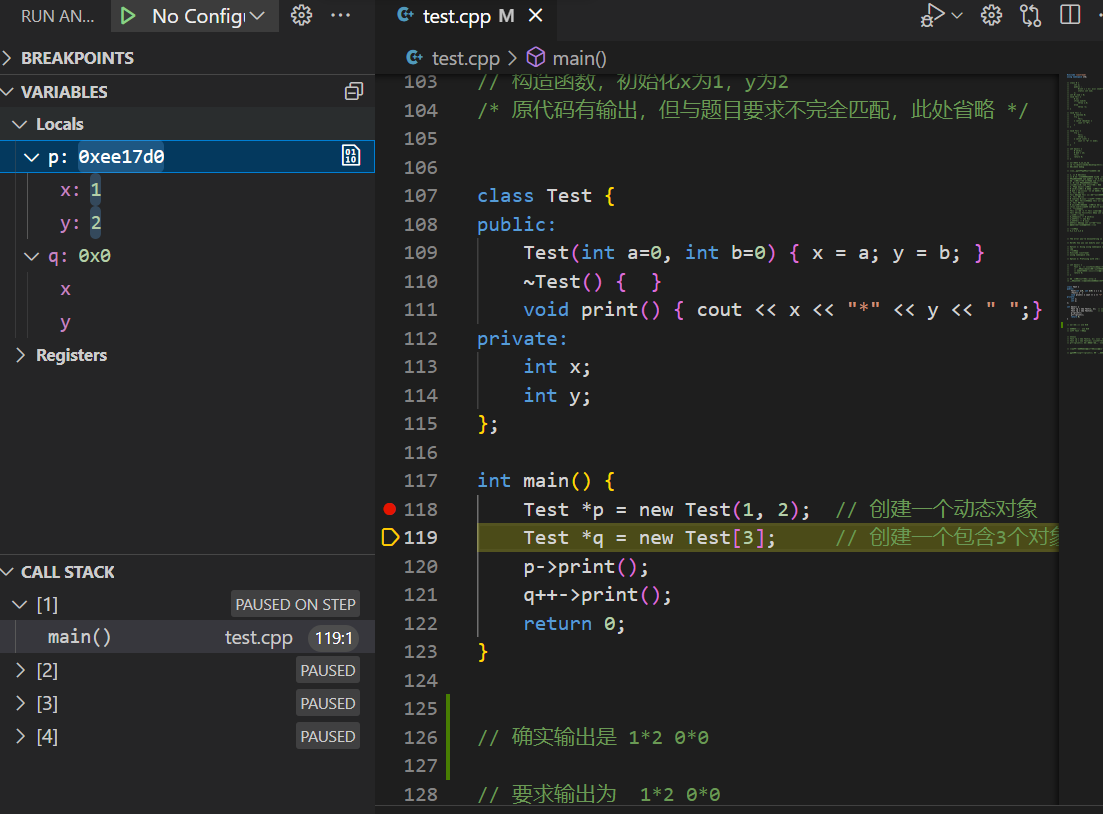 RUN AN... No Config
test.cpp M
BREAKPOINTS
VARIABLES
Locals
p: 0xee17d0
x: 1
y: 2
q: 0x0
x
y
Registers
CALL STACK
[1] PAUSED ON STEP
main() test.cpp 119:1
[2] PAUSED
[3] PAUSED
[4] PAUSED
test.cpp > main()
103 // 构造函数，初始化x为1，y为2
104 /* 原代码有输出，但与题目要求不完全匹配，此处省略 */
105
106
107 class Test {
108 public:
109 Test(int a=0, int b=0) { x = a; y = b; }
110 ~Test() { }
111 void print() { cout << x << "*" << y << " ";}
112 private:
113 int x;
114 int y;
115 };
116
117 int main() {
118 Test *p = new Test(1, 2); // 创建一个动态对象
119 Test *q = new Test[3]; // 创建一个包含3个对象
120 p->print();
121 q++->print();
122 return 0;
123 }
124
125
126 // 确实输出是 1*2 0*0
127
128 // 要求输出为 1*2 0*0